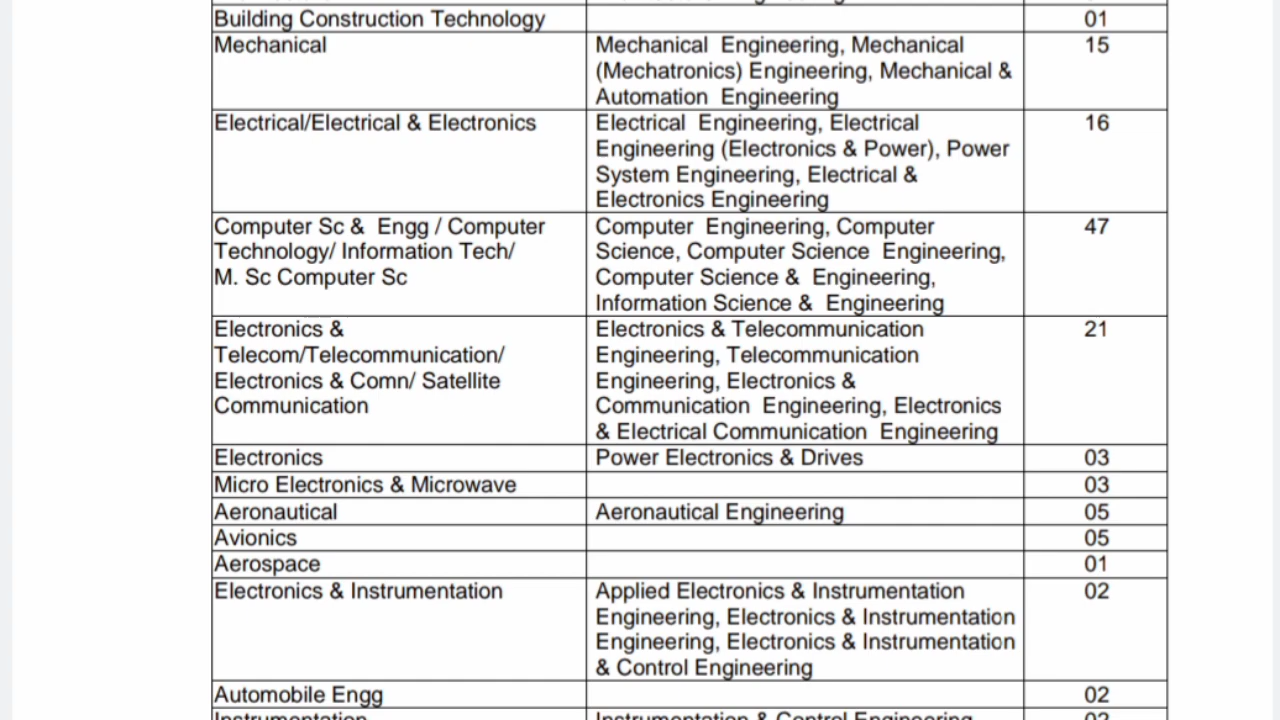 Building Construction Technology 01
Mechanical Mechanical Engineering, Mechanical 15
(Mechatronics) Engineering, Mechanical &
Automation Engineering
Electrical/Electrical & Electronics Electrical Engineering, Electrical 16
Engineering (Electronics & Power), Power
System Engineering, Electrical &
Electronics Engineering
Computer Sc & Engg / Computer Computer Engineering, Computer 47
Technology/ Information Tech/ Science, Computer Science Engineering,
M. Sc Computer Sc Computer Science & Engineering,
Information Science & Engineering
Electronics & Electronics & Telecommunication 21
Telecom/Telecommunication/ Engineering, Telecommunication
Electronics & Comn/ Satellite Engineering, Electronics &
Communication Communication Engineering, Electronics
& Electrical Communication Engineering
Electronics Power Electronics & Drives 03
Micro Electronics & Microwave 03
Aeronautical Aeronautical Engineering 05
Avionics 05
Aerospace 01
Electronics & Instrumentation Applied Electronics & Instrumentation 02
Engineering, Electronics & Instrumentation
Engineering, Electronics & Instrumentation
& Control Engineering
Automobile Engg 02
Instrumentation Instrumentation & Control Engineering